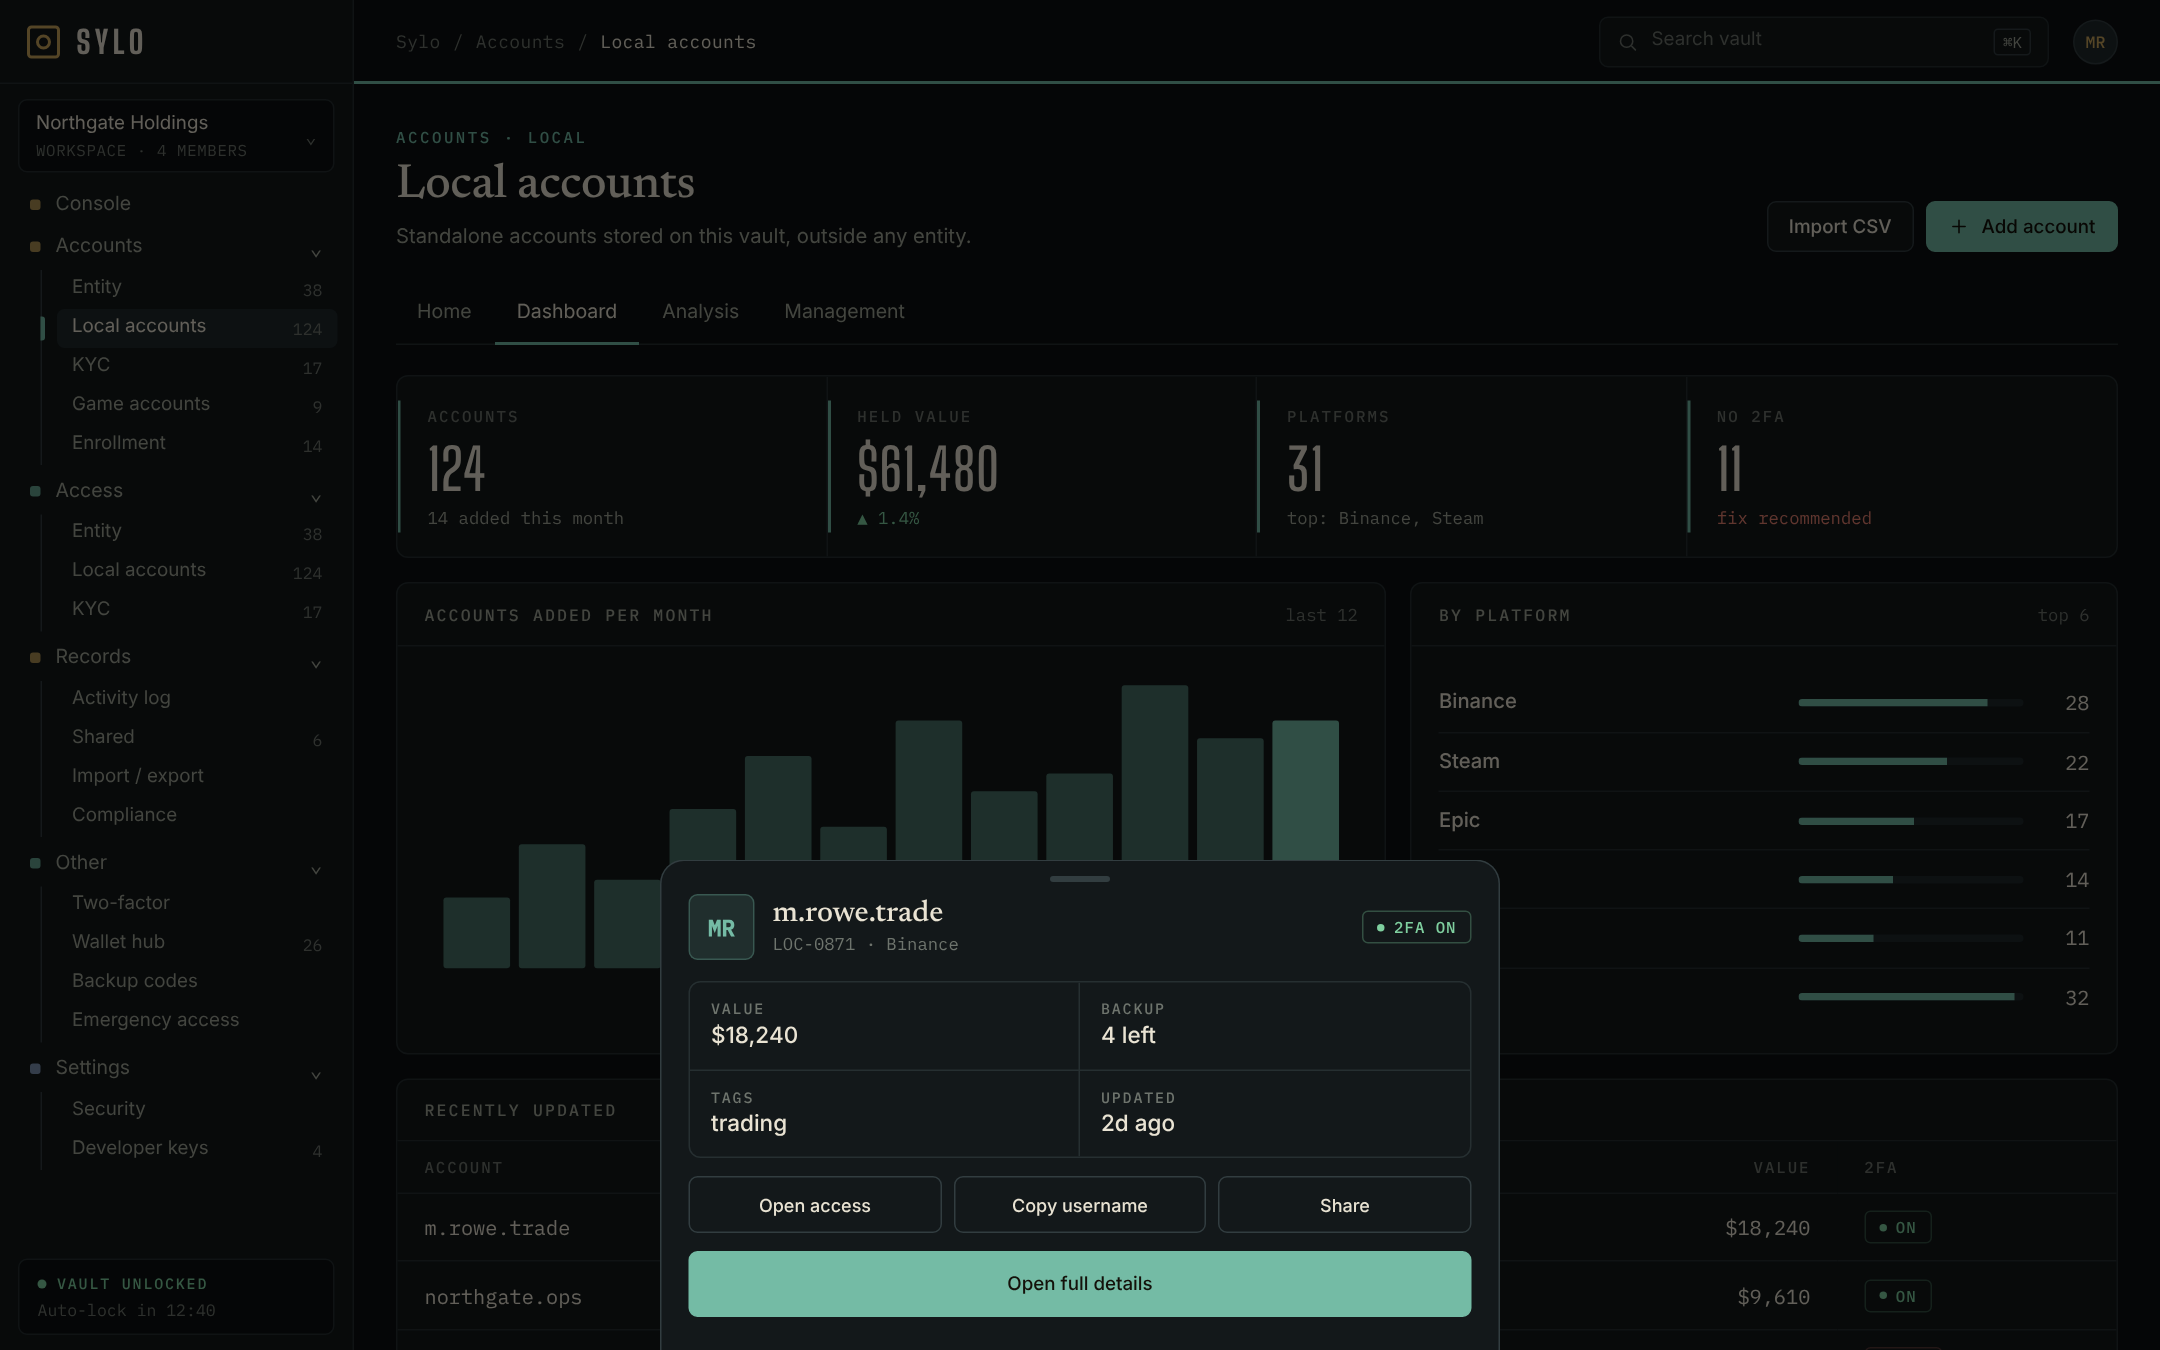 SYLO
Sylo / Accounts / Local accounts
Search vault
⌘K
MR
Northgate Holdings
WORKSPACE · 4 MEMBERS
Console
Accounts
Entity 38
Local accounts 124
KYC 17
Game accounts 9
Enrollment 14
Access
Entity 38
Local accounts 124
KYC 17
Records
Activity log
Shared 6
Import / export
Compliance
Other
Two-factor
Wallet hub 26
Backup codes
Emergency access
Settings
Security
Developer keys 4
VAULT UNLOCKED
Auto-lock in 12:40
ACCOUNTS · LOCAL
Local accounts
Standalone accounts stored on this vault, outside any entity.
Import CSV
+ Add account
Home Dashboard Analysis Management
ACCOUNTS
124
14 added this month
HELD VALUE
$61,480
▲ 1.4%
PLATFORMS
31
top: Binance, Steam
NO 2FA
11
fix recommended
ACCOUNTS ADDED PER MONTH last 12
BY PLATFORM top 6
Binance 28
Steam 22
Epic 17
14
11
32
RECENTLY UPDATED
ACCOUNT VALUE 2FA
m.rowe.trade $18,240 ON
northgate.ops $9,610 ON
MR
m.rowe.trade
LOC-0871 · Binance
2FA ON
VALUE
$18,240
BACKUP
4 left
TAGS
trading
UPDATED
2d ago
Open access
Copy username
Share
Open full details